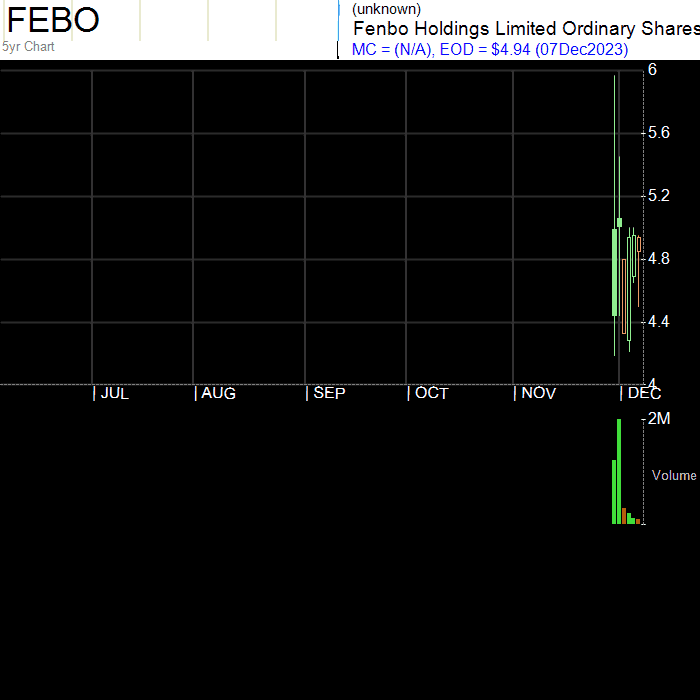 FEBO
5yr Chart
(unknown)
Fenbo Holdings Limited Ordinary Shares
MC = (N/A), EOD = $4.94 (07Dec2023)
6
5.6
5.2
4.8
4.4
4
JUL AUG SEP OCT NOV DEC
2M
Volume